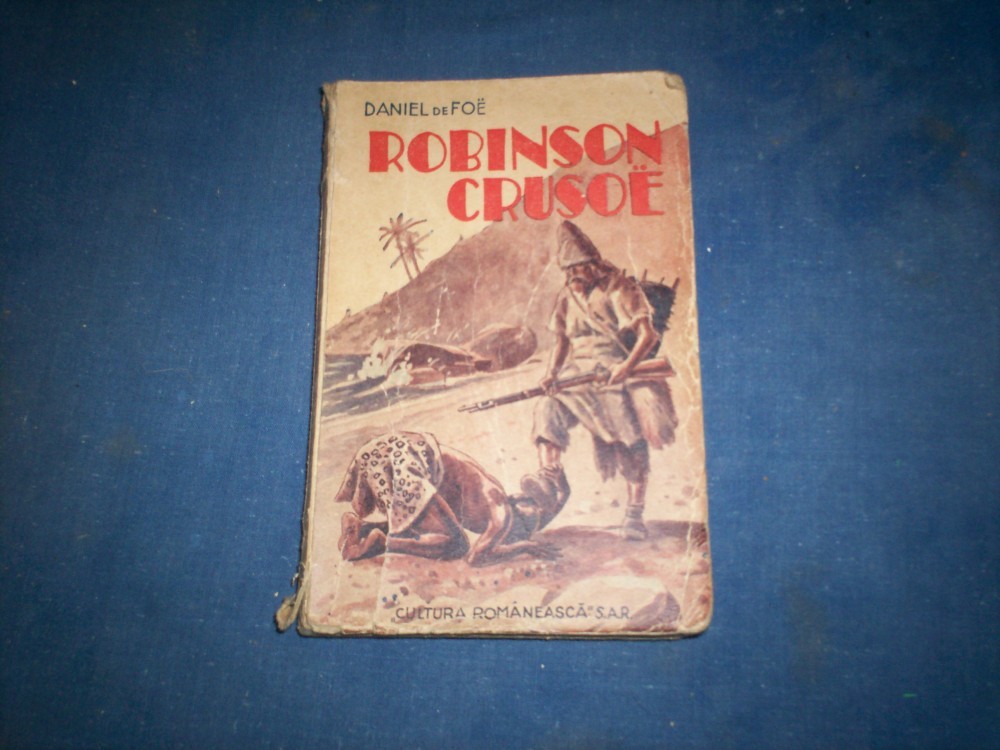 DANIEL DE FOË
ROBINSON
CRUSOË
CULTURA ROMÂNEASCĂ S.A.R.